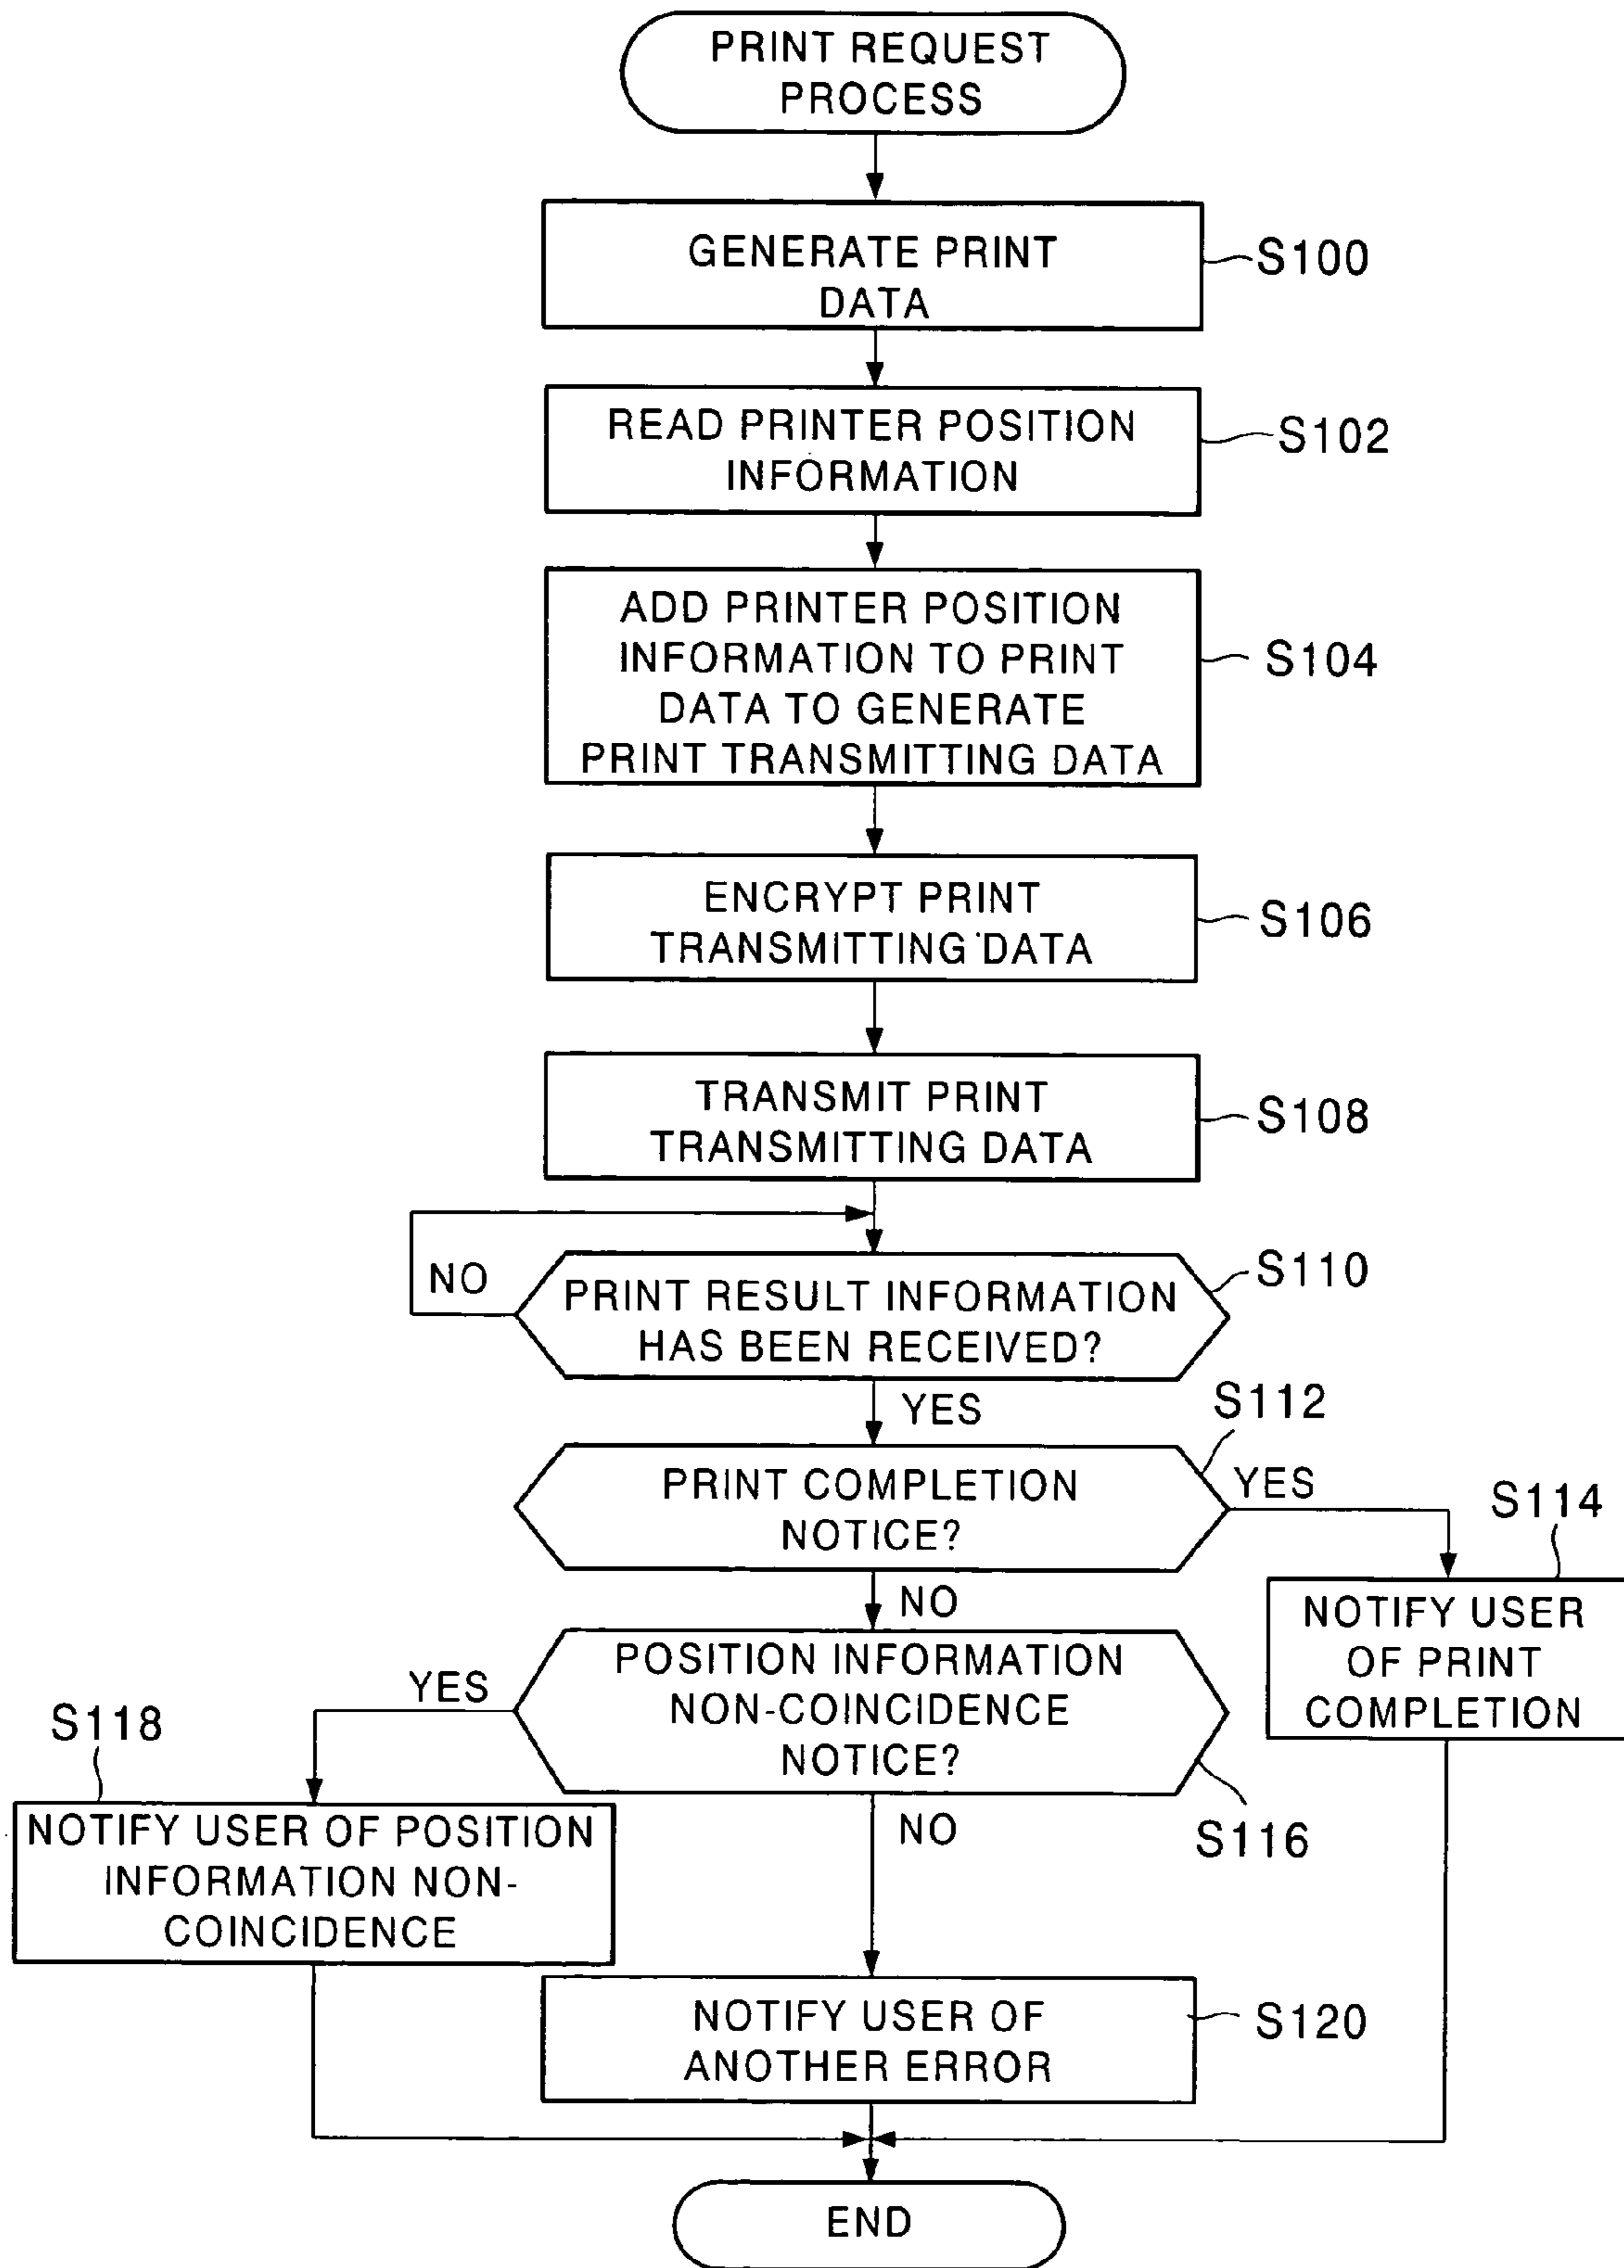 PRINT REQUEST
PROCESS
GENERATE PRINT
DATA
S100
READ PRINTER POSITION
INFORMATION
S102
ADD PRINTER POSITION
INFORMATION TO PRINT
DATA TO GENERATE
PRINT TRANSMITTING DATA
S104
ENCRYPT PRINT
TRANSMITTING DATA
S106
TRANSMIT PRINT
TRANSMITTING DATA
S108
NO
PRINT RESULT INFORMATION
HAS BEEN RECEIVED?
S110
YES
S112
PRINT COMPLETION
NOTICE?
YES
S114
NOTIFY USER
OF PRINT
COMPLETION
NO
POSITION INFORMATION
NON-COINCIDENCE
NOTICE?
S116
YES
S118
NOTIFY USER OF POSITION
INFORMATION NON-
COINCIDENCE
NO
NOTIFY USER OF
ANOTHER ERROR
S120
END